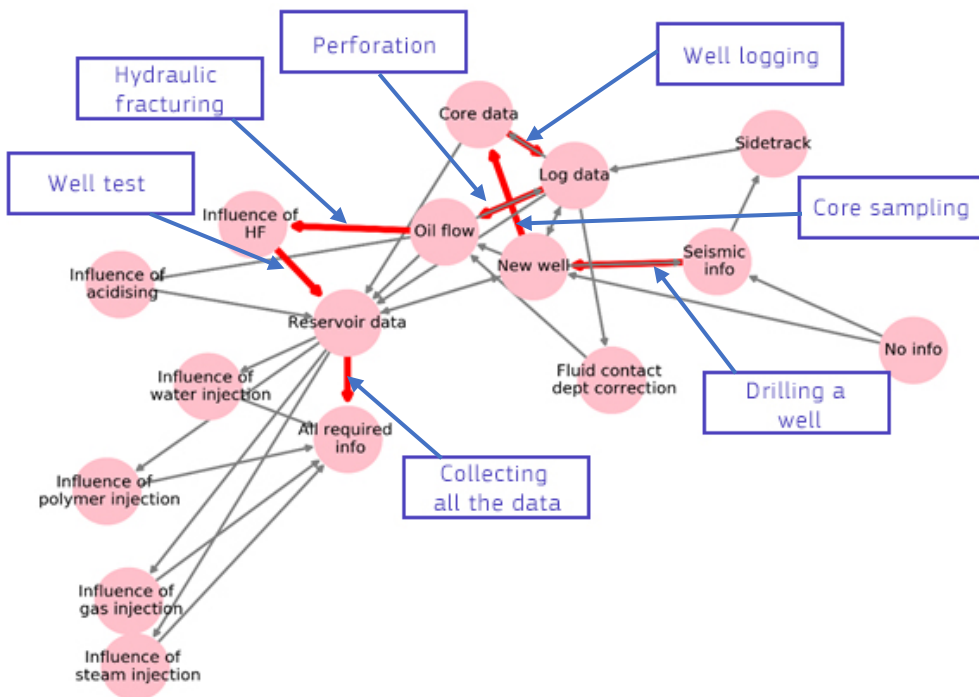 Perforation
Well logging
Hydraulic
fracturing
Core data
Sidetrack
Well test
Log data
Influence of
HF
Oil flow
Core sampling
New well
Seismic
info
Influence of
acidising
Reservoir data
No info
Influence of
water injection
Fluid contact
dept correction
Drilling a
well
All required
info
Influence of
polymer injection
Collecting
all the data
Influence of
gas injection
Influence of
steam injection